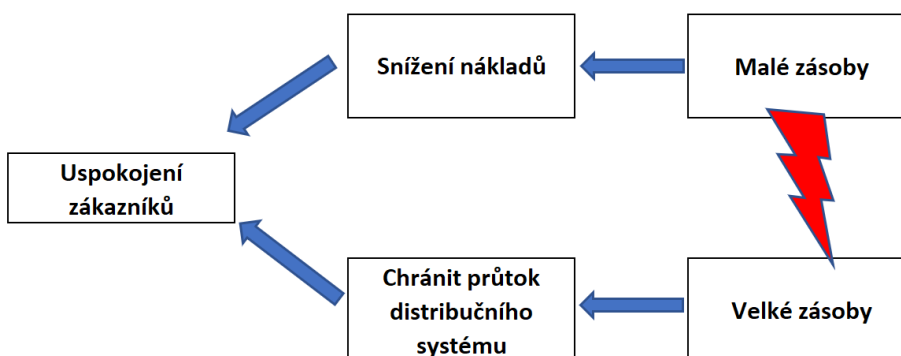 Snížení nákladů
Malé zásoby
Uspokojení
zákazníků
Chránit průtok
distribučního
systému
Velké zásoby